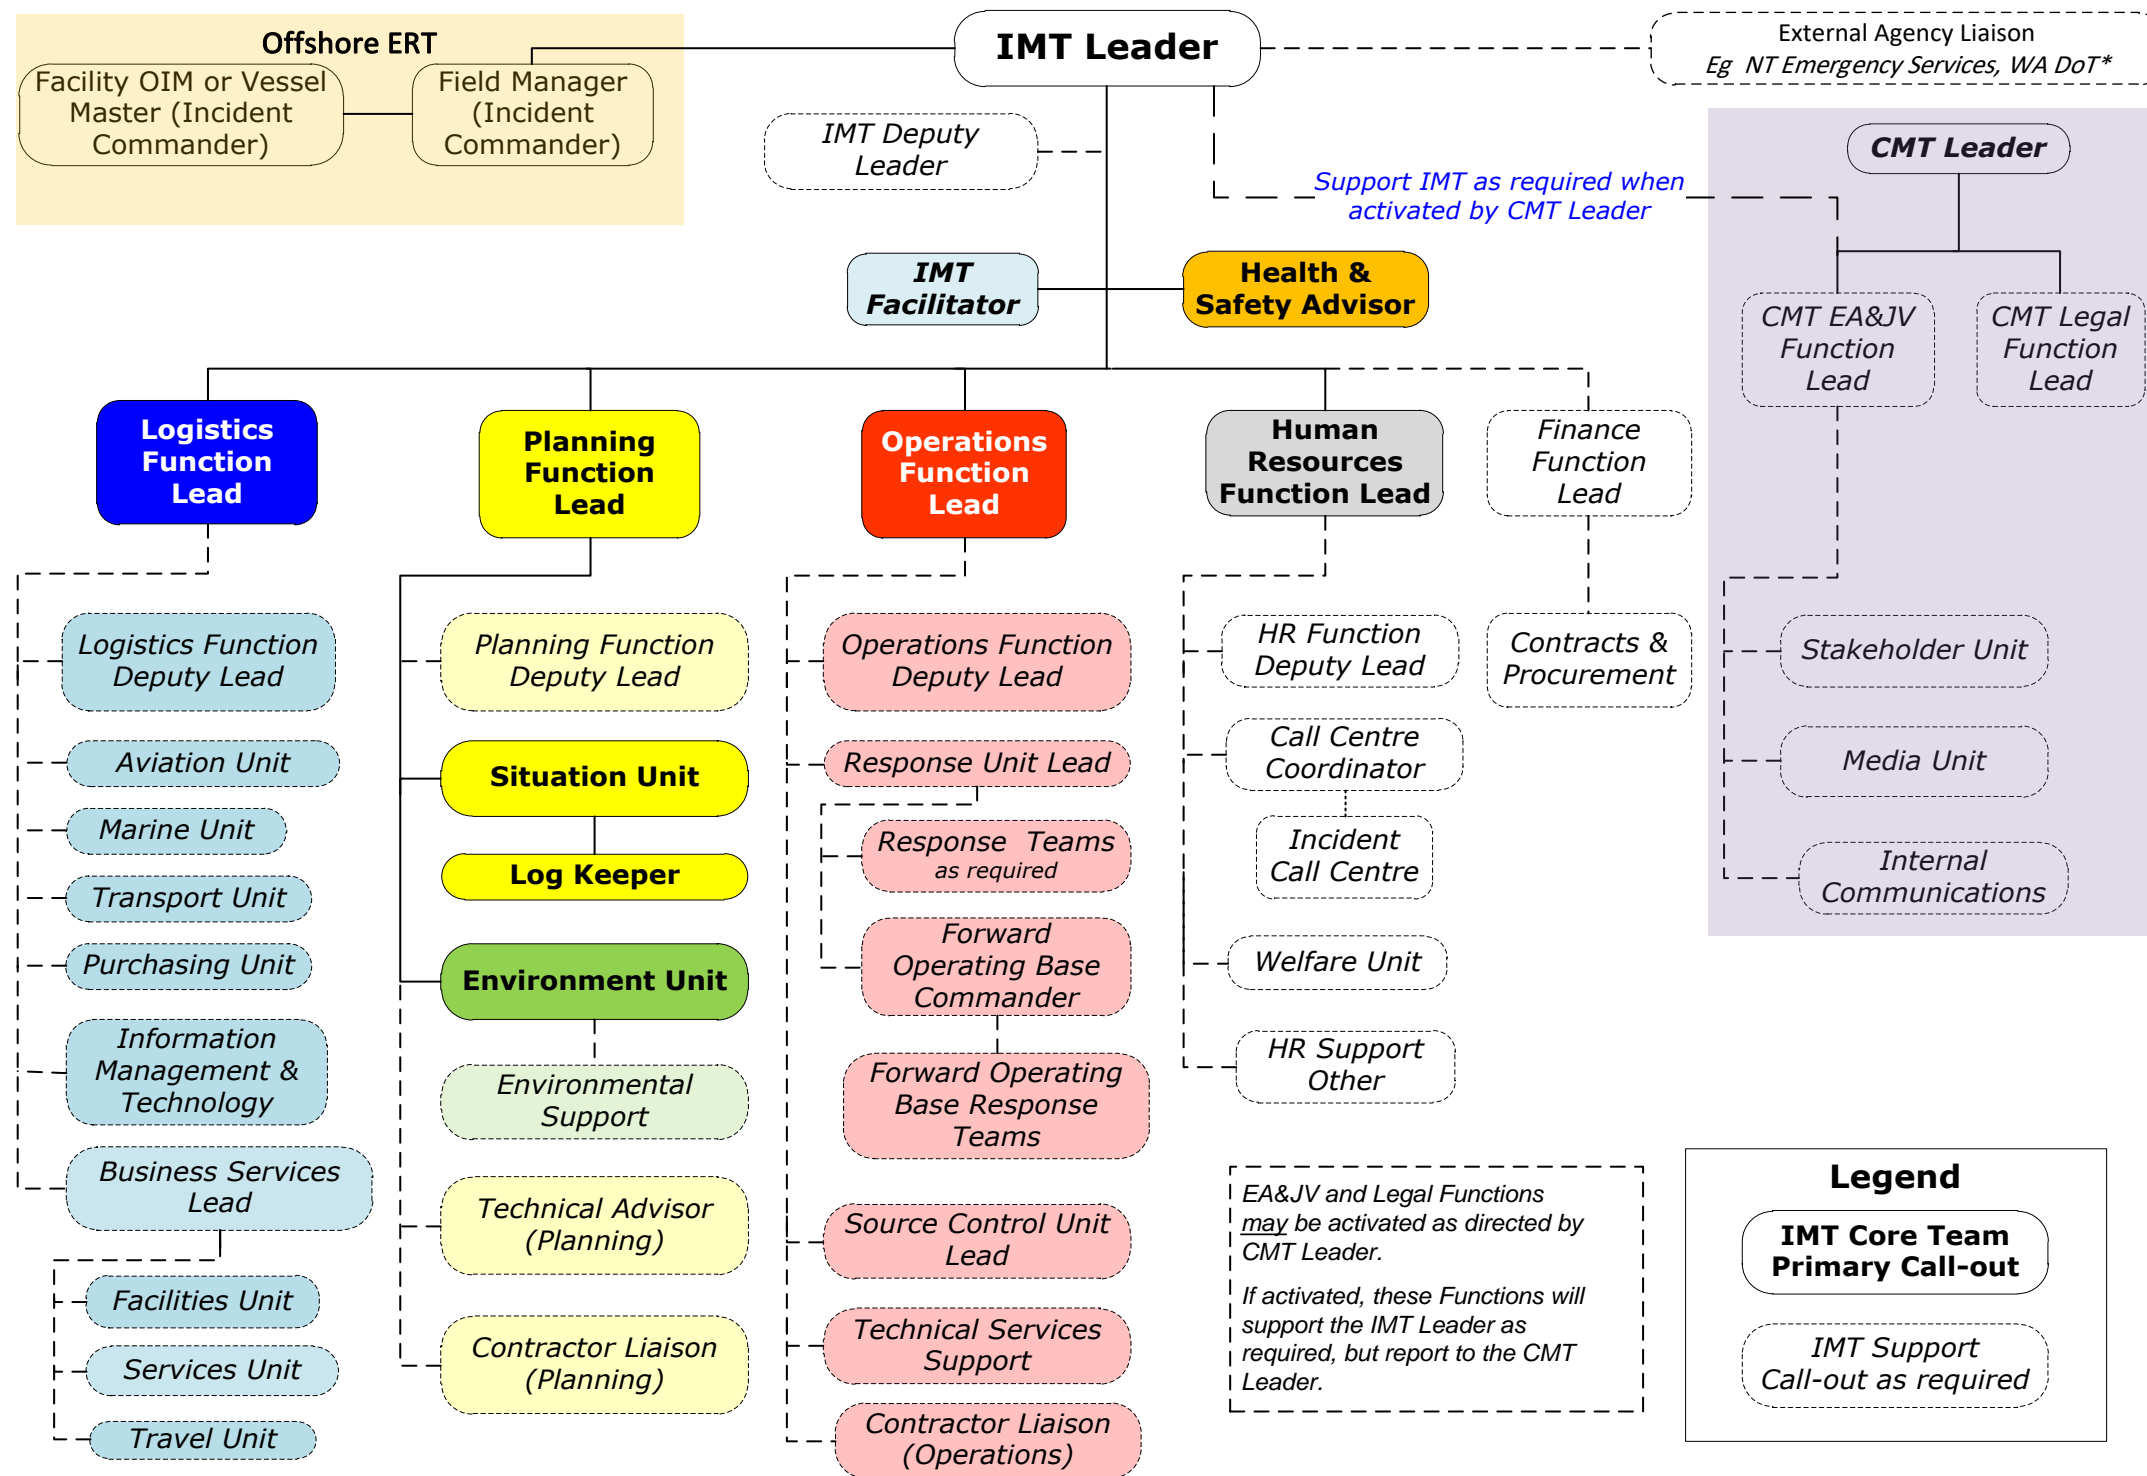 Offshore ERT
Facility OIM or Vessel
Master (Incident
Commander)
Field Manager
(Incident
Commander)
IMT Leader
External Agency Liaison
Eg NT Emergency Services, WA DoT*
IMT Deputy
Leader
Support IMT as required when
activated by CMT Leader
CMT Leader
IMT
Facilitator
Health &
Safety Advisor
CMT EA&JV
Function
Lead
CMT Legal
Function
Lead
Logistics
Function
Lead
Planning
Function
Lead
Operations
Function
Lead
Human
Resources
Function Lead
Finance
Function
Lead
Logistics Function
Deputy Lead
Aviation Unit
Marine Unit
Transport Unit
Purchasing Unit
Information
Management &
Technology
Business Services
Lead
Facilities Unit
Services Unit
Travel Unit
Planning Function
Deputy Lead
Situation Unit
Log Keeper
Environment Unit
Environmental
Support
Technical Advisor
(Planning)
Contractor Liaison
(Planning)
Operations Function
Deputy Lead
Response Unit Lead
Response Teams
as required
Forward
Operating Base
Commander
Forward Operating
Base Response
Teams
Source Control Unit
Lead
Technical Services
Support
Contractor Liaison
(Operations)
HR Function
Deputy Lead
Call Centre
Coordinator
Incident
Call Centre
Welfare Unit
HR Support
Other
Contracts &
Procurement
Stakeholder Unit
Media Unit
Internal
Communications
EA&JV and Legal Functions
may be activated as directed by
CMT Leader.
If activated, these Functions will
support the IMT Leader as
required, but report to the CMT
Leader.
Legend
IMT Core Team
Primary Call-out
IMT Support
Call-out as required